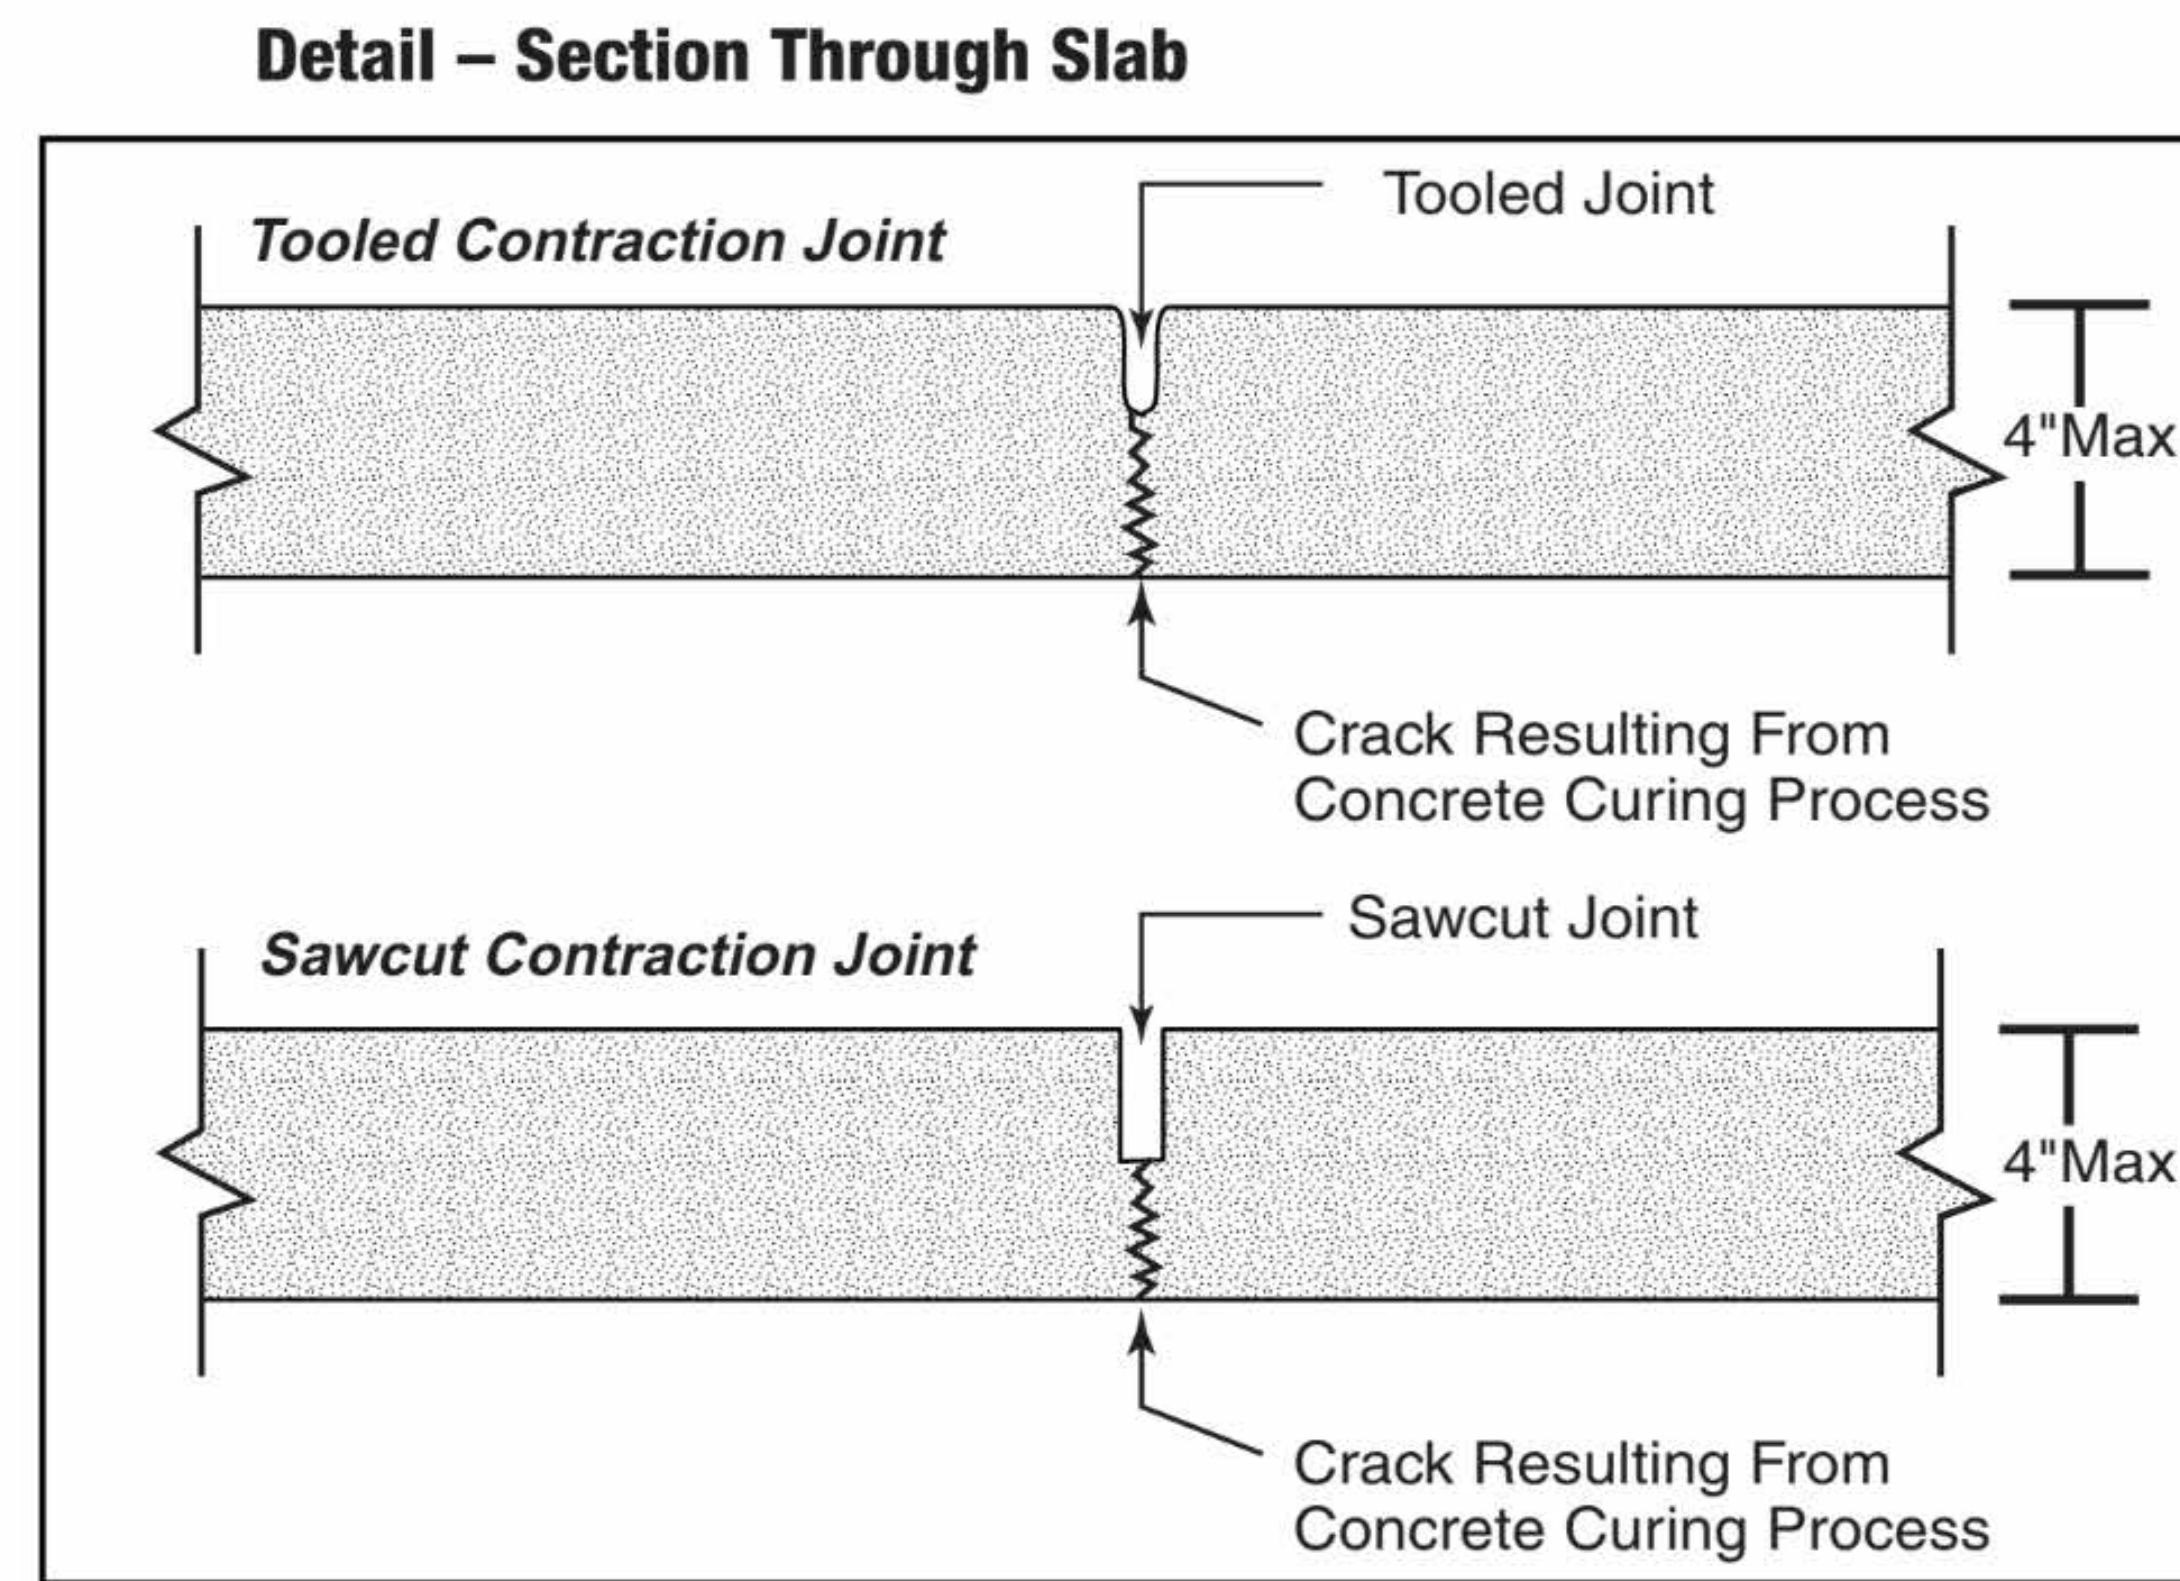 Detail – Section Through Slab
Tooled Joint
Tooled Contraction Joint
4"Max
Crack Resulting From
Concrete Curing Process
Sawcut Joint
Sawcut Contraction Joint
4"Max
Crack Resulting From
Concrete Curing Process